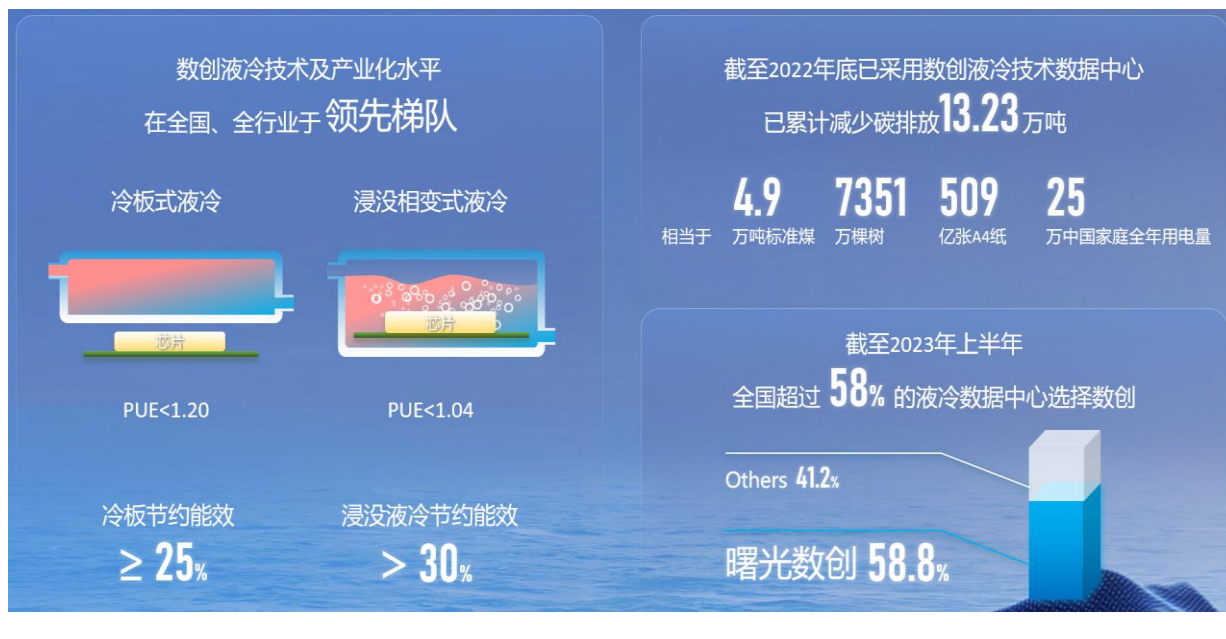 数创液冷技术及产业化水平
在全国、全行业于领先梯队
冷板式液冷
浸没相变式液冷
芯片
芯片
PUE<1.20
PUE<1.04
冷板节约能效
≥ 25%
浸没液冷节约能效
> 30%
截至2022年底已采用数创液冷技术数据中心
已累计减少碳排放13.23万吨
相当于
4.9
万吨标准煤
7351
万棵树
509
亿张A4纸
25
万中国家庭全年用电量
截至2023年上半年
全国超过 58% 的液冷数据中心选择数创
Others 41.2%
曙光数创 58.8%